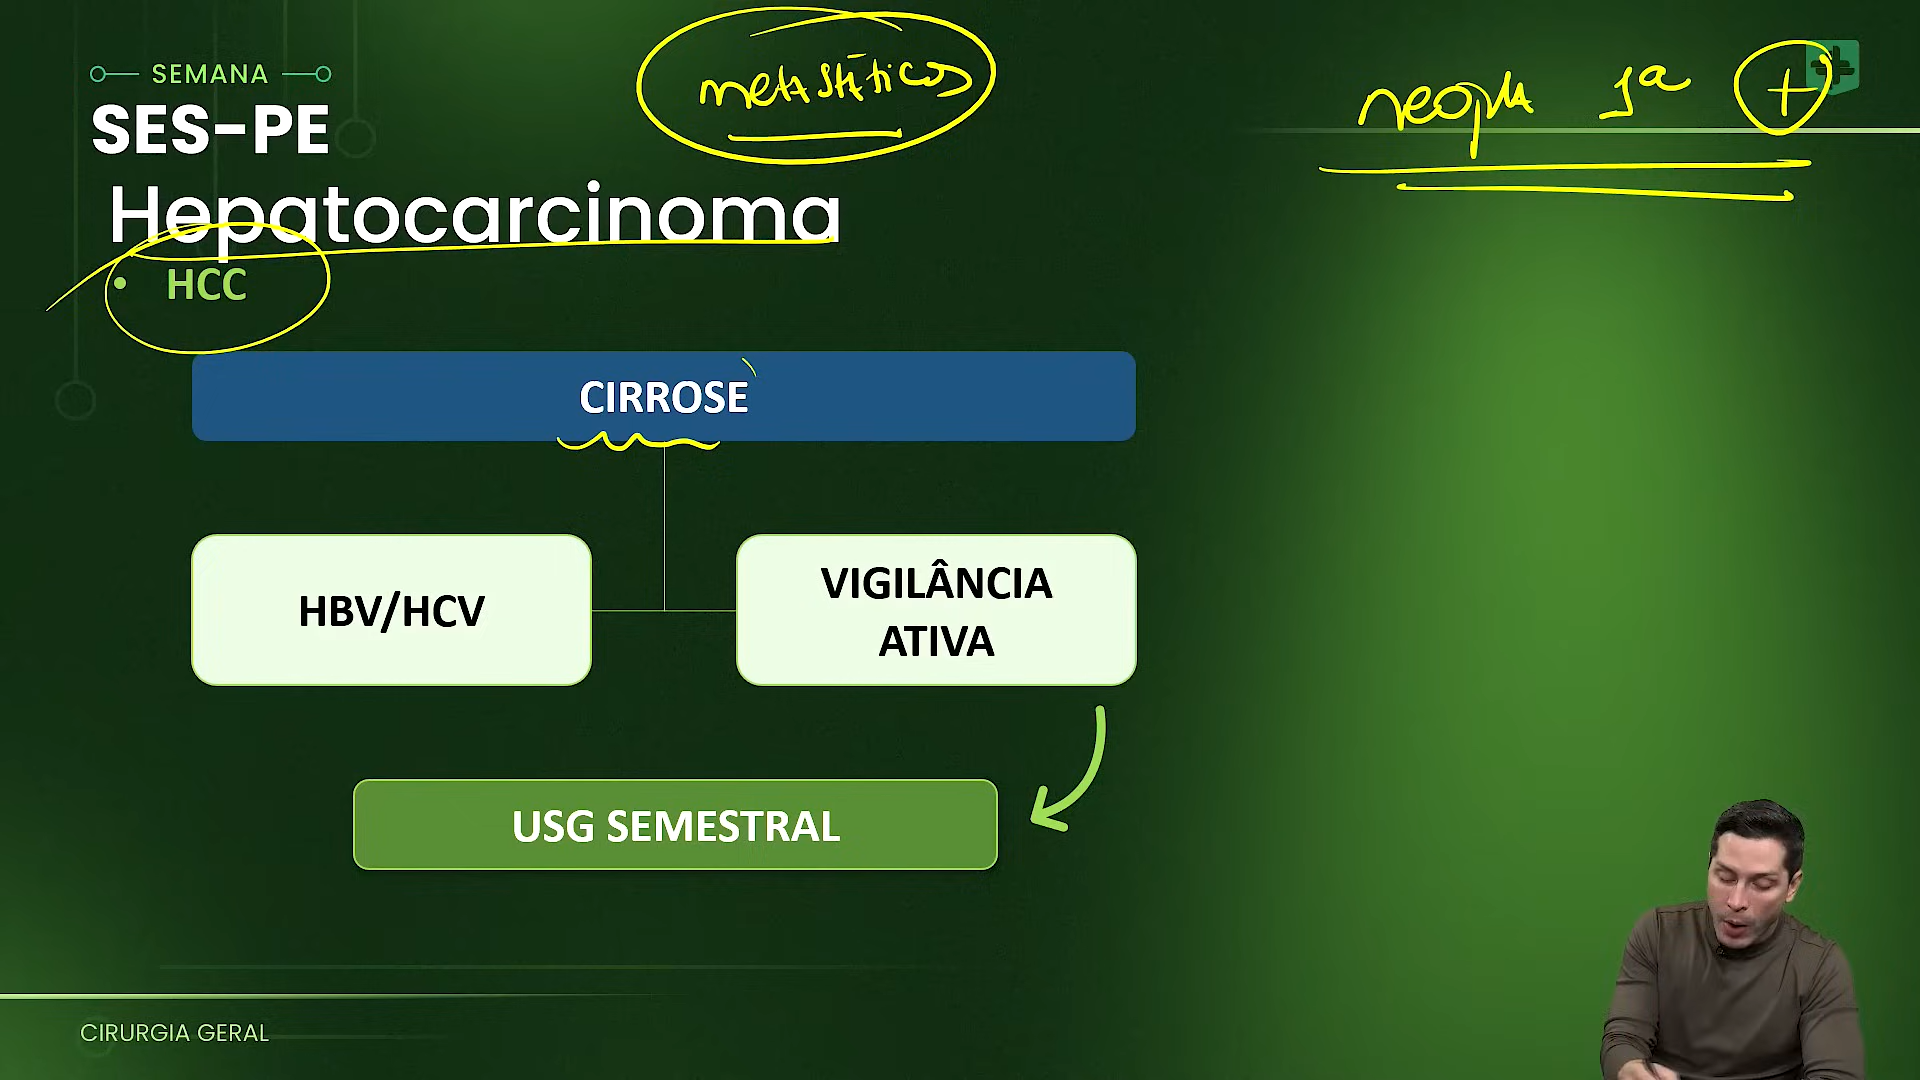 SEMANA
SES-PE
metastáticos
neopla 1ª +
Hepatocarcinoma
• HCC
CIRROSE
HBV/HCV
VIGILÂNCIA
ATIVA
USG SEMESTRAL
CIRURGIA GERAL